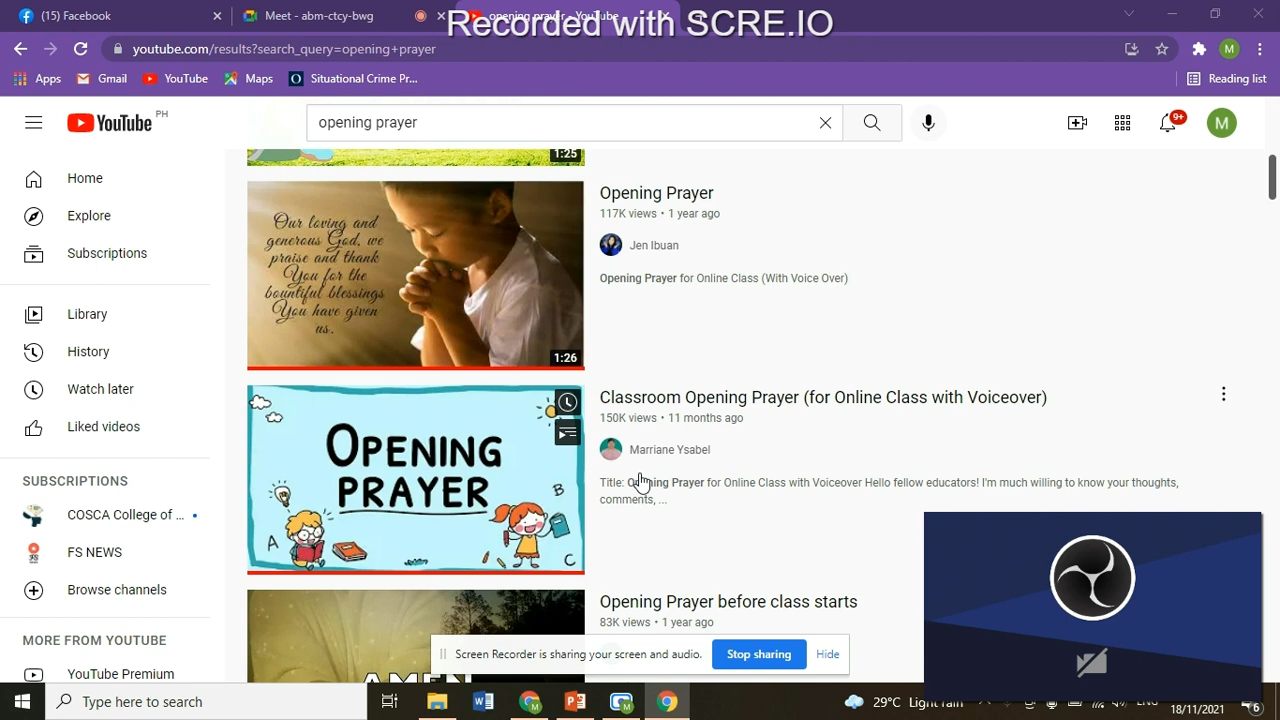 Facebook
Meet - abm-ctcy-bwg
opening prayer - YouTube
Recorded with SCRE.IO
youtube.com/results?search_query=opening+prayer
M
Apps
Gmail
YouTube
Maps
Situational Crime Pr...
Reading list
YouTube PH
opening prayer
9+
M
1:25
Home
Explore
Subscriptions
Library
History
Watch later
Liked videos
SUBSCRIPTIONS
COSCA College of ...
FS NEWS
Browse channels
MORE FROM YOUTUBE
YouTube Premium
Our loving and
generous God, we
praise and thank
You for the
bountiful blessings
You have given
us.
1:26
Opening Prayer
117K views • 1 year ago
Jen Ibuan
Opening Prayer for Online Class (With Voice Over)
OPENING
PRAYER
A
B
C
Classroom Opening Prayer (for Online Class with Voiceover)
150K views • 11 months ago
Marriane Ysabel
Title: Opening Prayer for Online Class with Voiceover Hello fellow educators! I'm much willing to know your thoughts,
comments, ...
AMEN
Opening Prayer before class starts
83K views • 1 year ago
Screen Recorder is sharing your screen and audio.
Stop sharing
Hide
Type here to search
29°C Light rain
ENG
18/11/2021
6